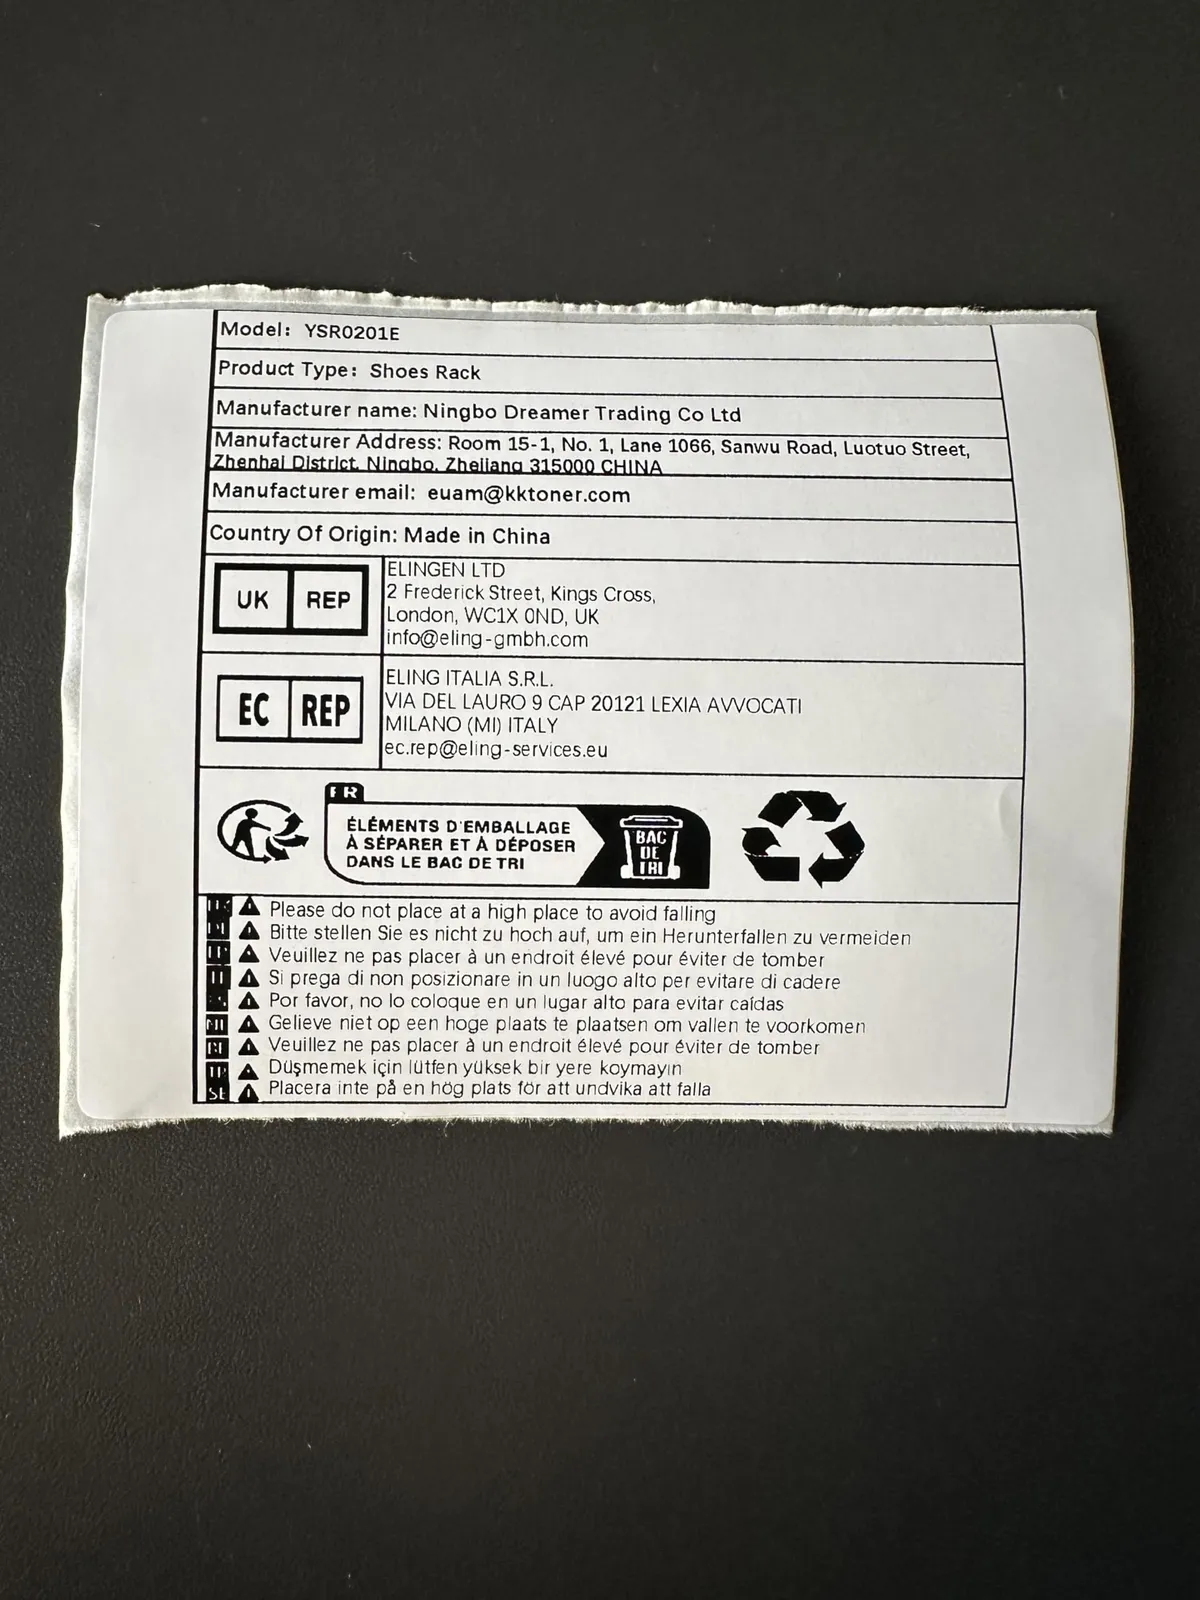 Model: YSR0201E
Product Type: Shoes Rack
Manufacturer name: Ningbo Dreamer Trading Co Ltd
Manufacturer Address: Room 15-1, No. 1, Lane 1066, Sanwu Road, Luotuo Street,
Zhenhai District, Ningbo, Zhejiang 315000 CHINA
Manufacturer email: euam@kktoner.com
Country Of Origin: Made in China
UK REP
ELINGEN LTD
2 Frederick Street, Kings Cross,
London, WC1X 0ND, UK
info@eling-gmbh.com
EC REP
ELING ITALIA S.R.L.
VIA DEL LAURO 9 CAP 20121 LEXIA AVVOCATI
MILANO (MI) ITALY
ec.rep@eling-services.eu
FR
ÉLÉMENTS D'EMBALLAGE
À SÉPARER ET À DÉPOSER
DANS LE BAC DE TRI
BAC
DE
TRI
Please do not place at a high place to avoid falling
Bitte stellen Sie es nicht zu hoch auf, um ein Herunterfallen zu vermeiden
Veuillez ne pas placer à un endroit élevé pour éviter de tomber
Si prega di non posizionare in un luogo alto per evitare di cadere
Por favor, no lo coloque en un lugar alto para evitar caídas
Gelieve niet op een hoge plaats te plaatsen om vallen te voorkomen
Veuillez ne pas placer à un endroit élevé pour éviter de tomber
Düşmemek için lütfen yüksek bir yere koymayın
SE Placera inte på en hög plats för att undvika att falla